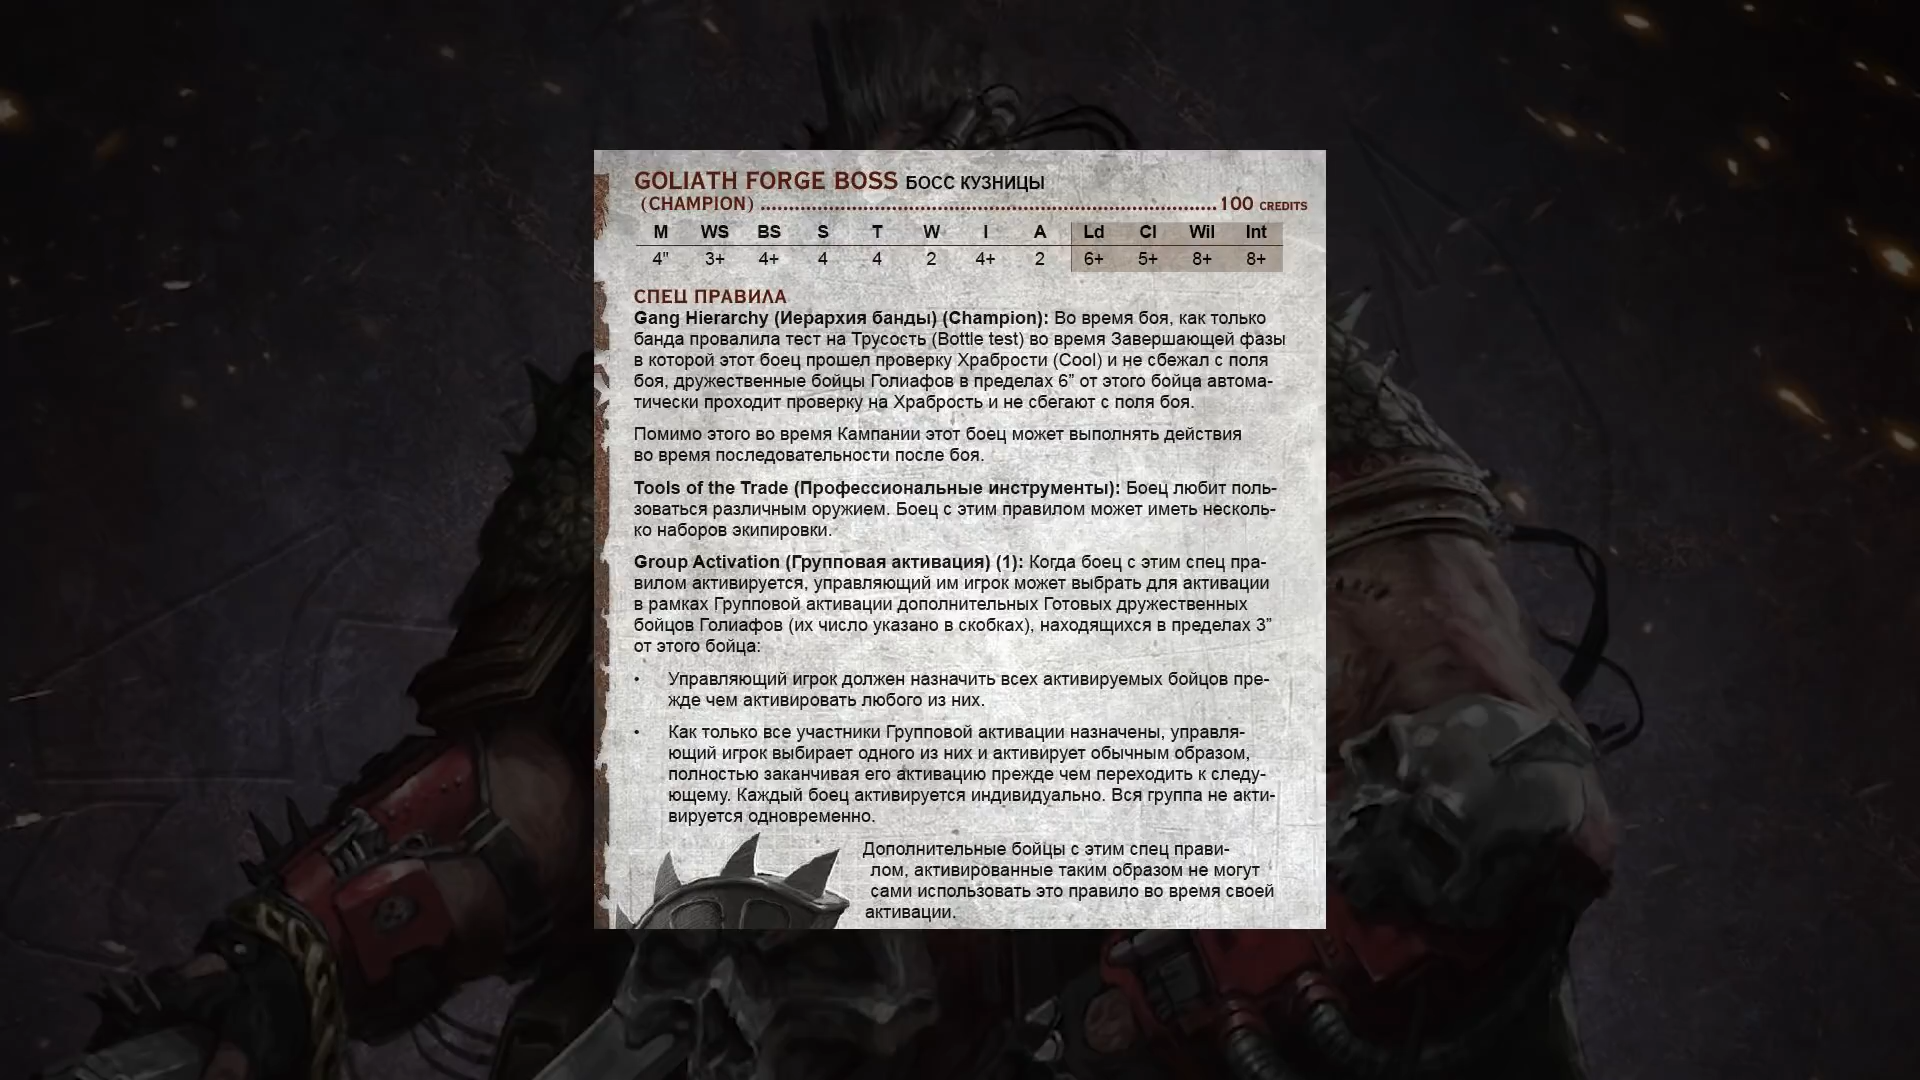 GOLIATH FORGE BOSS БОСС КУЗНИЦЫ
(CHAMPION) ................................................................................ 100 CREDITS
M WS BS S T W I A Ld Cl Wil Int
4" 3+ 4+ 4 4 2 4+ 2 6+ 5+ 8+ 8+
СПЕЦ ПРАВИЛА
Gang Hierarchy (Иерархия банды) (Champion): Во время боя, как только
банда провалила тест на Трусость (Bottle test) во время Завершающей фазы
в которой этот боец прошел проверку Храбрости (Cool) и не сбежал с поля
боя, дружественные бойцы Голиафов в пределах 6” от этого бойца автома-
тически проходит проверку на Храбрость и не сбегают с поля боя.
Помимо этого во время Кампании этот боец может выполнять действия
во время последовательности после боя.
Tools of the Trade (Профессиональные инструменты): Боец любит поль-
зоваться различным оружием. Боец с этим правилом может иметь несколь-
ко наборов экипировки.
Group Activation (Групповая активация) (1): Когда боец с этим спец пра-
вилом активируется, управляющий им игрок может выбрать для активации
в рамках Групповой активации дополнительных Готовых дружественных
бойцов Голиафов (их число указано в скобках), находящихся в пределах 3”
от этого бойца:
• Управляющий игрок должен назначить всех активируемых бойцов пре-
жде чем активировать любого из них.
• Как только все участники Групповой активации назначены, управля-
ющий игрок выбирает одного из них и активирует обычным образом,
полностью заканчивая его активацию прежде чем переходить к следу-
ющему. Каждый боец активируется индивидуально. Вся группа не акти-
вируется одновременно.
Дополнительные бойцы с этим спец прави-
лом, активированные таким образом не могут
сами использовать это правило во время своей
активации.